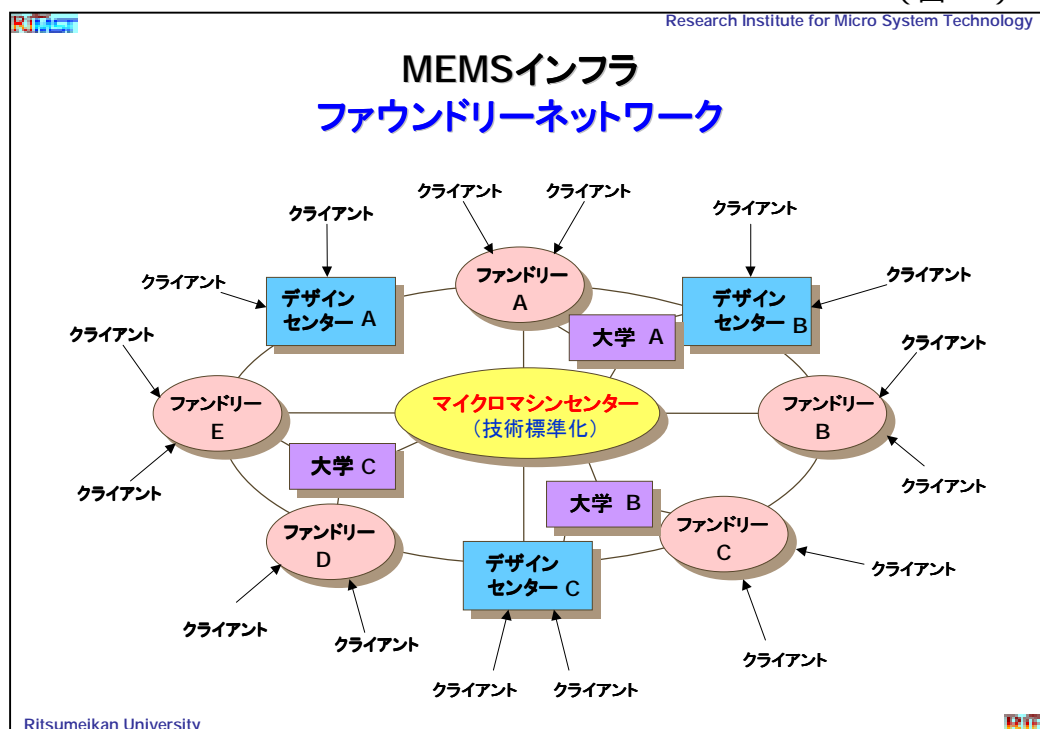 Research Institute for Micro System Technology
MEMSインフラ
ファウンドリーネットワーク
クライアント
クライアント
クライアント
クライアント
クライアント
クライアント
ファンドリー
A
デザイン
センター A
デザイン
センター B
大学 A
クライアント
クライアント
マイクロマシンセンター
（技術標準化）
ファンドリー
E
ファンドリー
B
大学 C
クライアント
クライアント
大学 B
ファンドリー
D
ファンドリー
C
デザイン
センター C
クライアント
クライアント
クライアント
クライアント
クライアント
クライアント
Ritsumeikan University